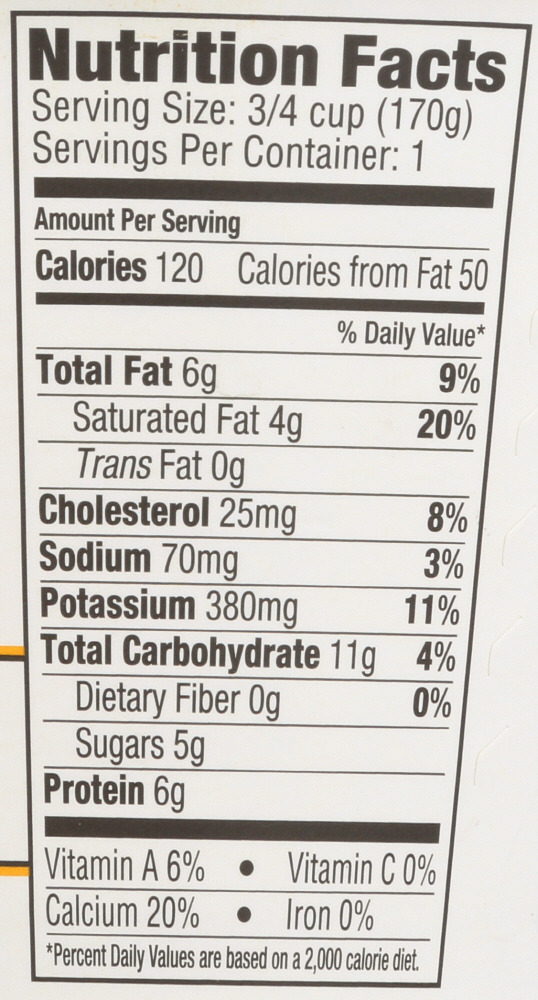 Nutrition Facts
Serving Size: 3/4 cup (170g)
Servings Per Container: 1
Amount Per Serving
Calories 120 Calories from Fat 50
% Daily Value*
Total Fat 6g 9%
Saturated Fat 4g 20%
Trans Fat 0g
Cholesterol 25mg 8%
Sodium 70mg 3%
Potassium 380mg 11%
Total Carbohydrate 11g 4%
Dietary Fiber 0g 0%
Sugars 5g
Protein 6g
Vitamin A 6% • Vitamin C 0%
Calcium 20% • Iron 0%
*Percent Daily Values are based on a 2,000 calorie diet.